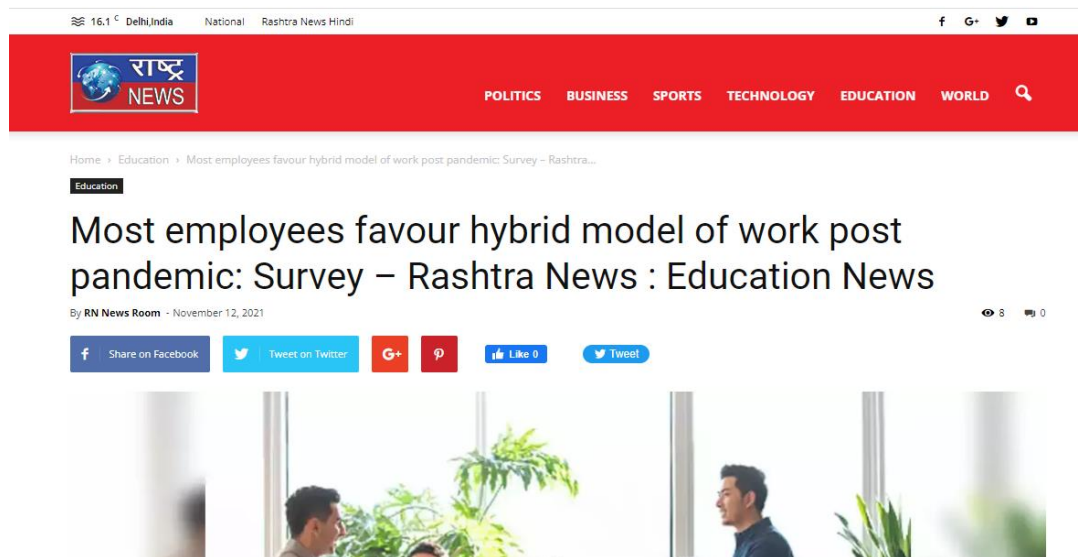 16.1 C Delhi,India National Rashtra News Hindi
राष्ट्र
NEWS
POLITICS BUSINESS SPORTS TECHNOLOGY EDUCATION WORLD
Home › Education › Most employees favour hybrid model of work post pandemic: Survey – Rashtra...
Education
Most employees favour hybrid model of work post
pandemic: Survey – Rashtra News : Education News
By RN News Room - November 12, 2021 8 0
f Share on Facebook Tweet on Twitter G+ Like 0 Tweet